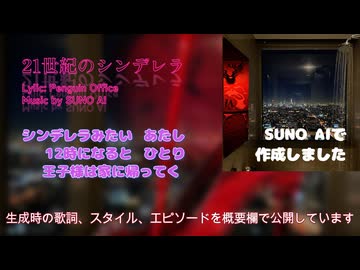 21世紀のシンデレラ
Lyric: Penguin Office
Music by SUNO AI
シンデレラみたい　あたし
12時になると　ひとり
王子様は家に帰ってく
SUNO AIで
作成しました
生成時の歌詞、スタイル、エピソードを概要欄で公開しています